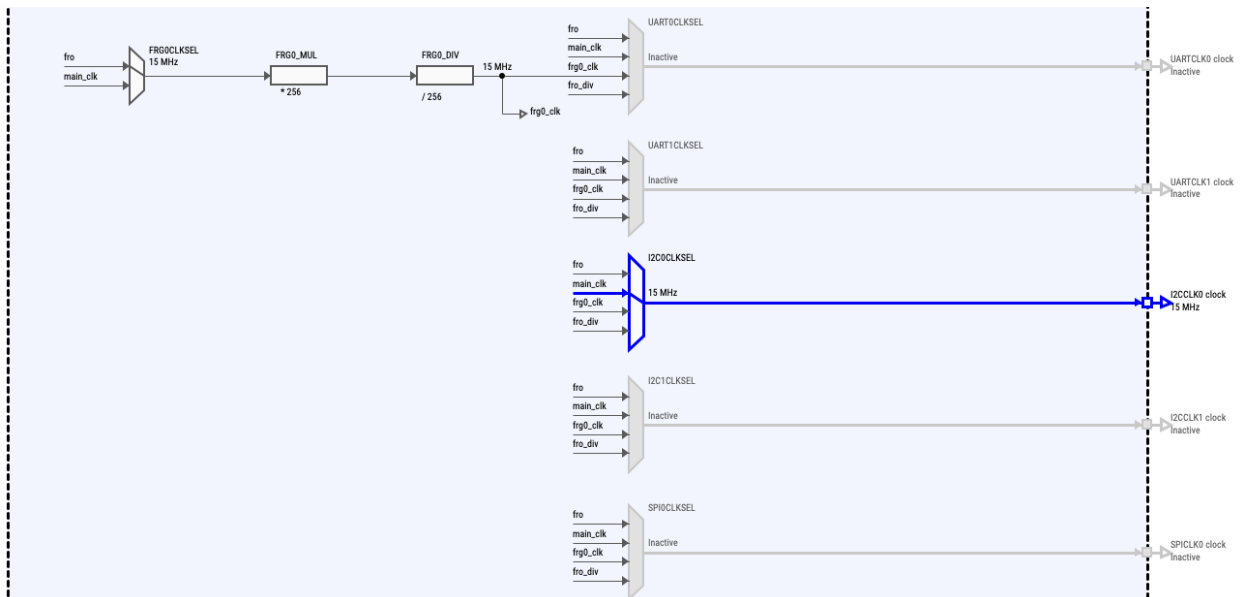 fro
main_clk
FRG0CLKSEL
15 MHz
FRG0_MUL
* 256
FRG0_DIV
/ 256
15 MHz
frg0_clk
fro
main_clk
frg0_clk
fro_div
UART0CLKSEL
Inactive
UARTCLK0 clock
Inactive
fro
main_clk
frg0_clk
fro_div
UART1CLKSEL
Inactive
UARTCLK1 clock
Inactive
fro
main_clk
frg0_clk
fro_div
I2C0CLKSEL
15 MHz
I2CCLK0 clock
15 MHz
fro
main_clk
frg0_clk
fro_div
I2C1CLKSEL
Inactive
I2CCLK1 clock
Inactive
fro
main_clk
frg0_clk
fro_div
SPI0CLKSEL
Inactive
SPICLK0 clock
Inactive